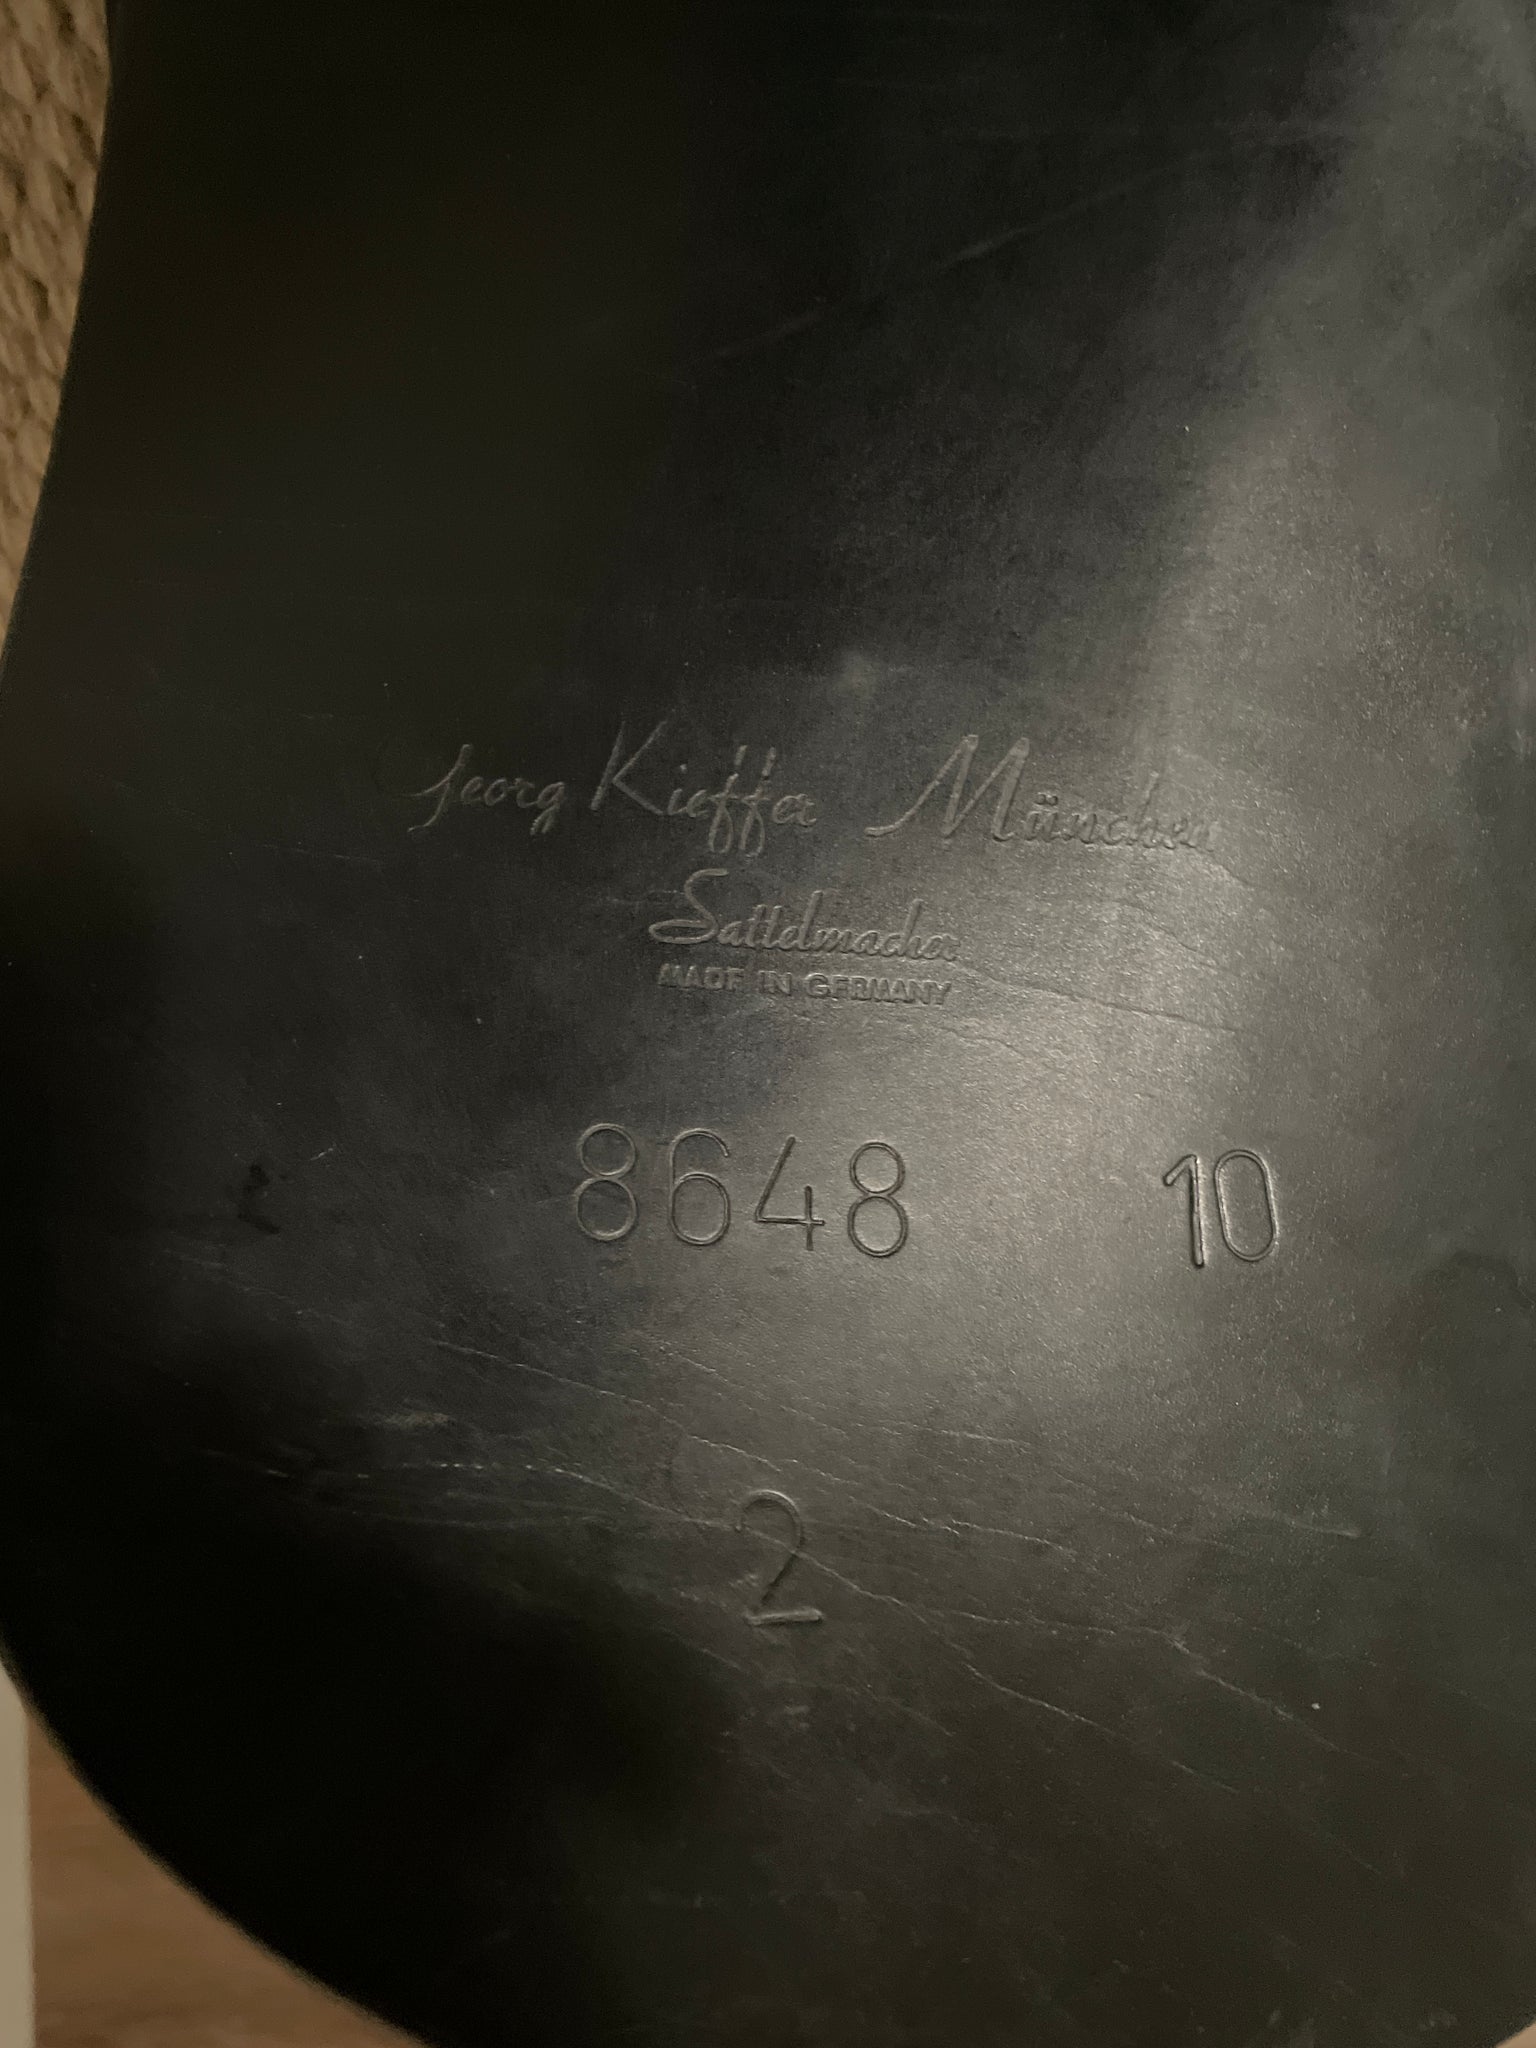 Georg Kieffer München
Sattelmacher
MADE IN GERMANY
8648 10
2